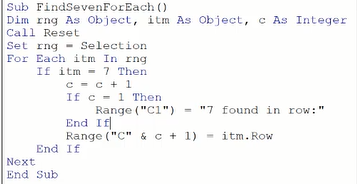 Sub FindSevenForEach()
Dim rng As Object, itm As Object, c As Integer
Call Reset
Set rng = Selection
For Each itm In rng
    If itm = 7 Then
        c = c + 1
        If c = 1 Then
            Range("C1") = "7 found in row:"
        End If
        Range("C" & c + 1) = itm.Row
    End If
Next
End Sub